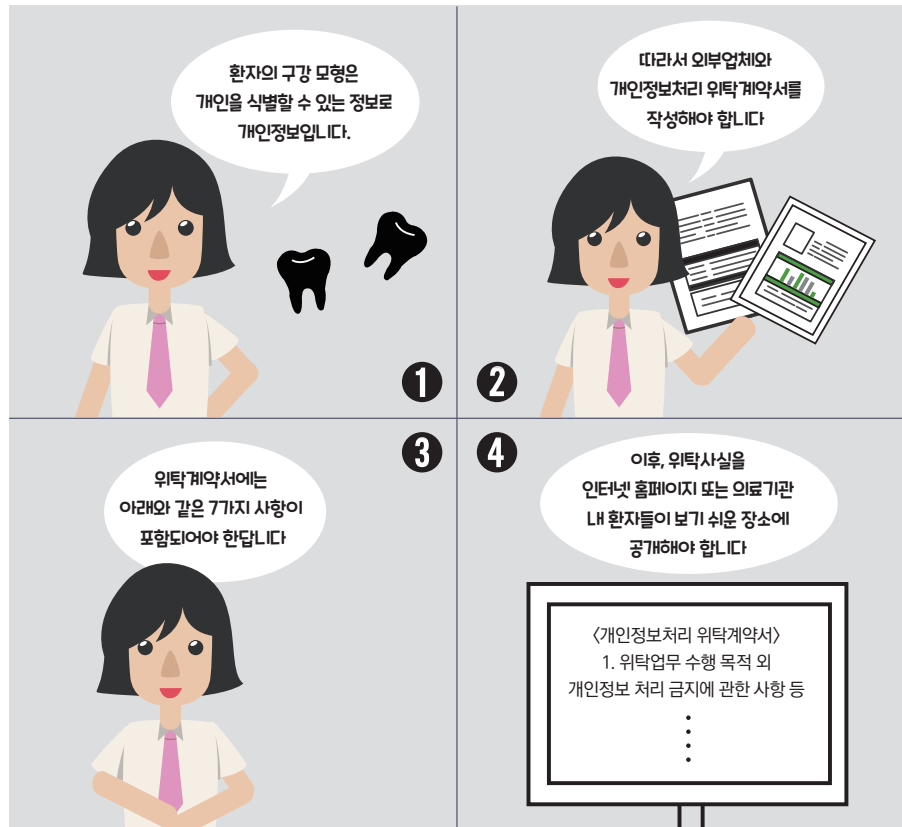 환자의 구강 모형은
개인을 식별할 수 있는 정보로
개인정보입니다.
1
따라서 외부업체와
개인정보처리 위탁계약서를
작성해야 합니다
2
3
위탁계약서에는
아래와 같은 7가지 사항이
포함되어야 한답니다
4
이후, 위탁사실을
인터넷 홈페이지 또는 의료기관
내 환자들이 보기 쉬운 장소에
공개해야 합니다
〈개인정보처리 위탁계약서〉
1. 위탁업무 수행 목적 외
개인정보 처리 금지에 관한 사항 등